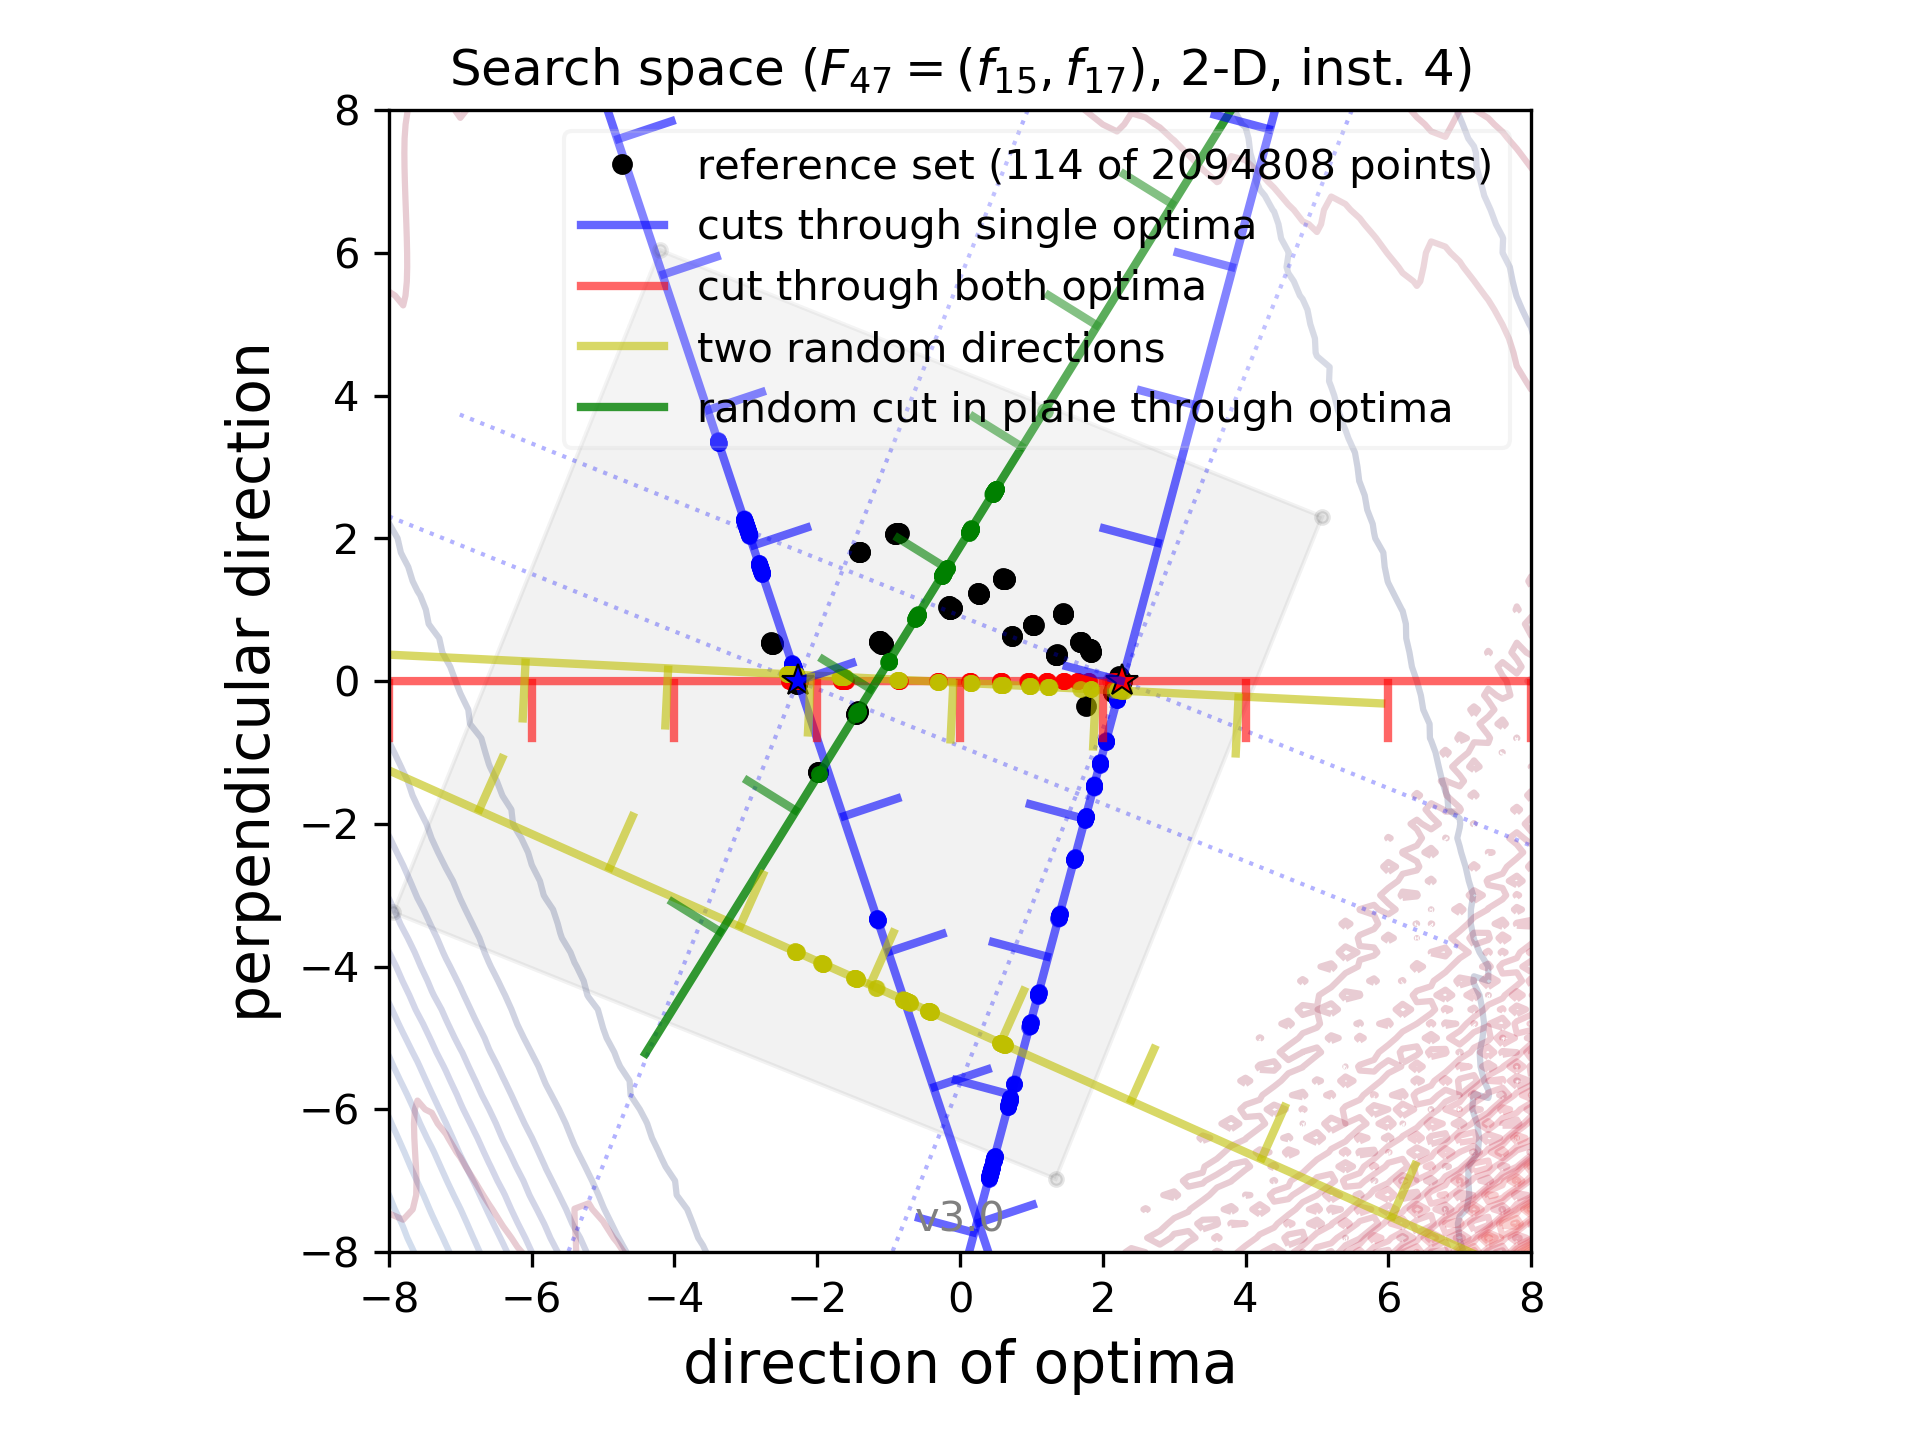 Search space (F₄₇ = (f₁₅, f₁₇), 2-D, inst. 4)
reference set (114 of 2094808 points)
cuts through single optima
cut through both optima
two random directions
random cut in plane through optima
perpendicular direction
8
6
4
2
0
−2
−4
−6
−8
v3.0
−8 −6 −4 −2 0 2 4 6 8
direction of optima